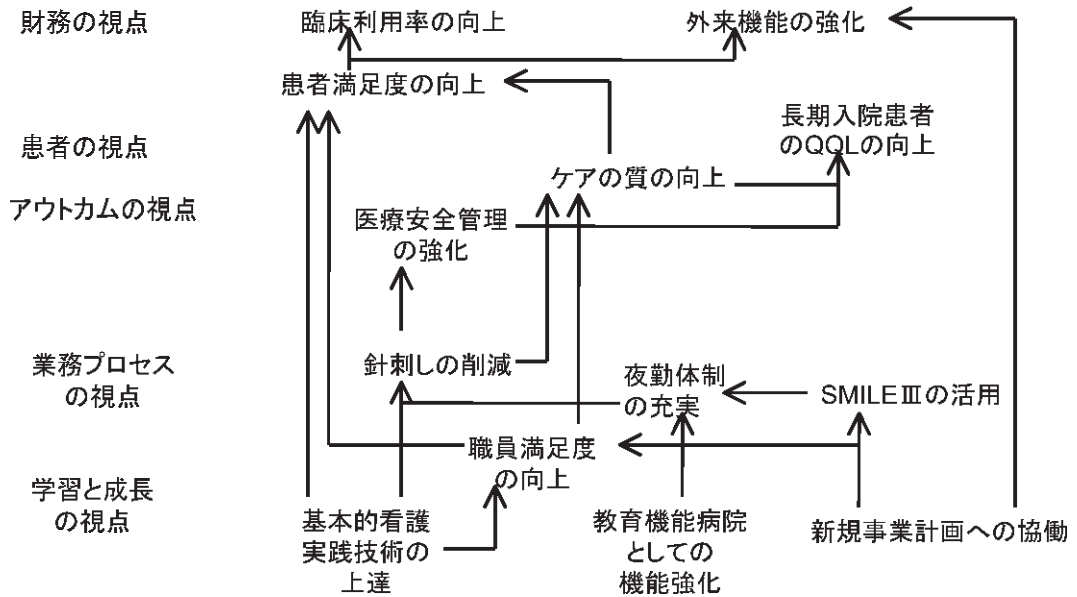 財務の視点
臨床利用率の向上
外来機能の強化
患者満足度の向上
患者の視点
長期入院患者
のQOLの向上
ケアの質の向上
アウトカムの視点
医療安全管理
の強化
業務プロセス
の視点
針刺しの削減
夜勤体制
の充実
SMILEⅢの活用
職員満足度
の向上
学習と成長
の視点
基本的看護
実践技術の
上達
教育機能病院
としての
機能強化
新規事業計画への協働